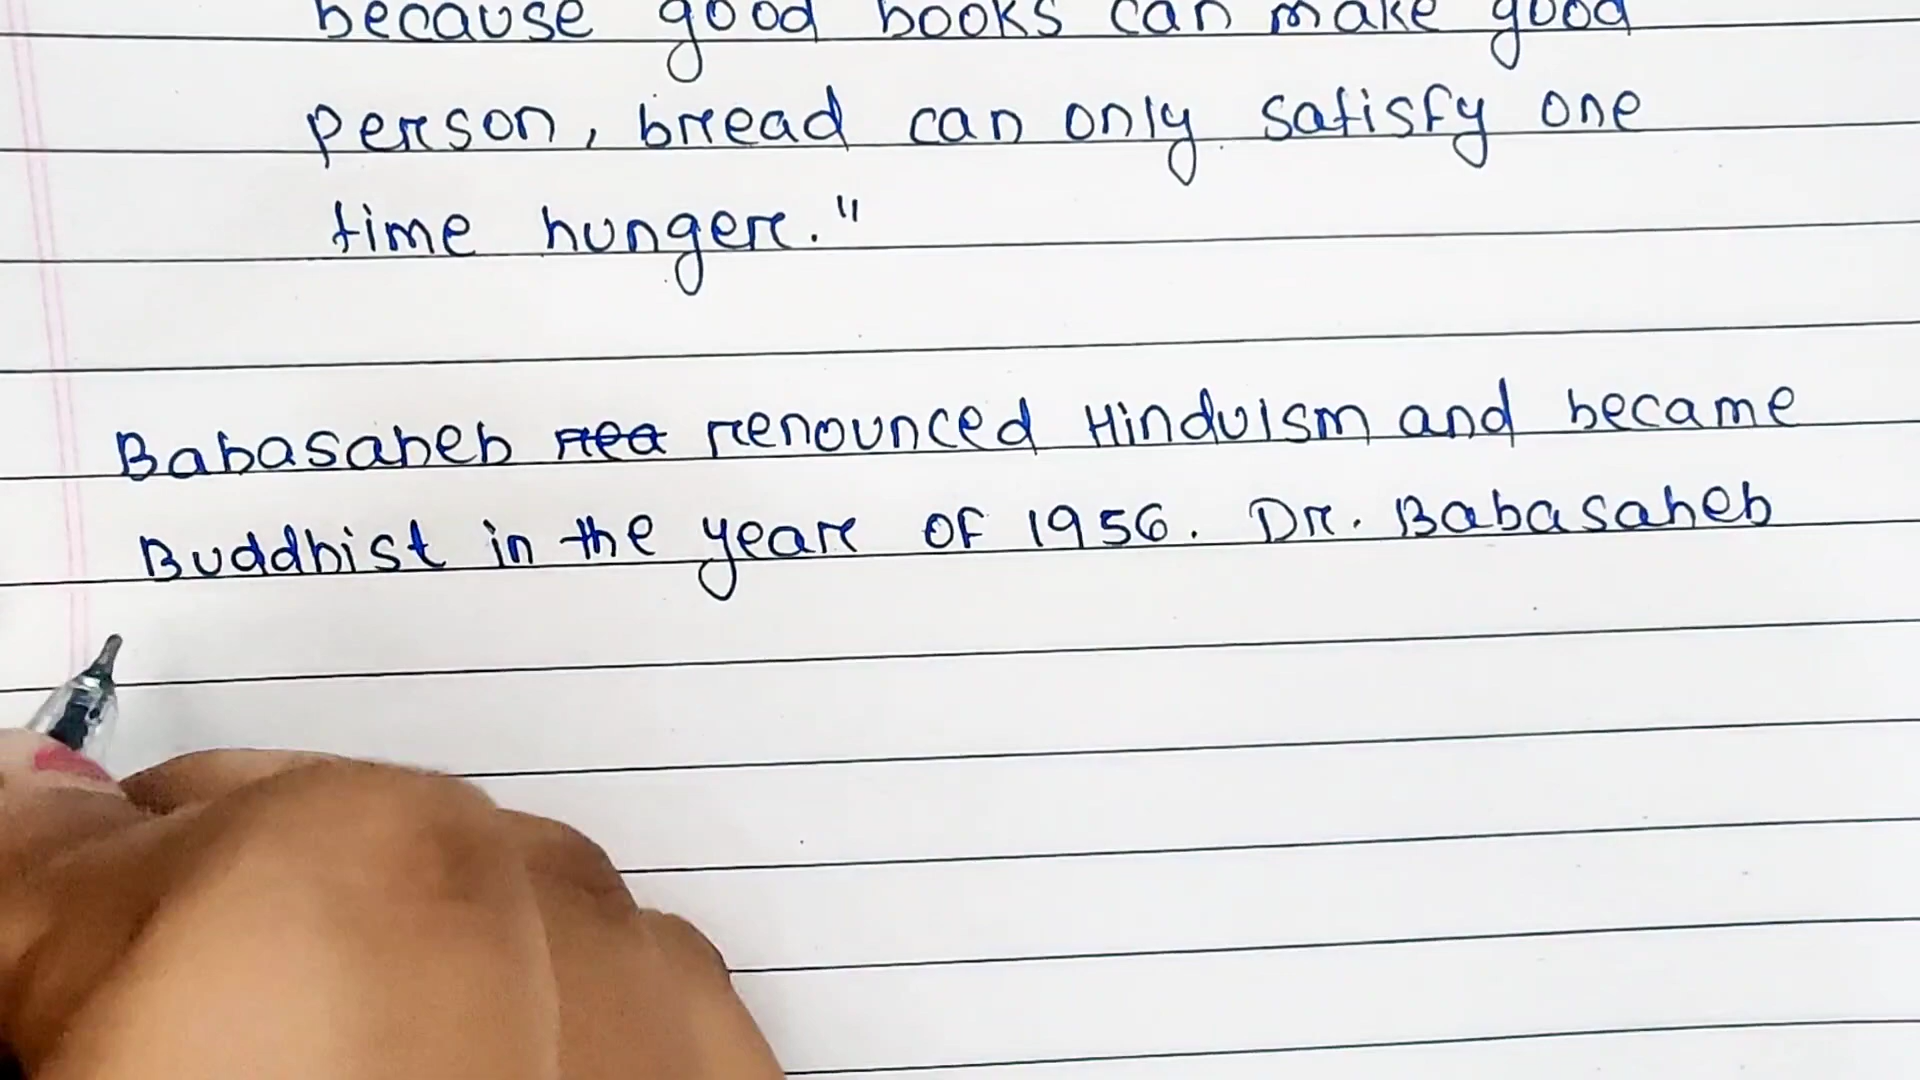 because good books can make good
person, bread can only satisfy one
time hunger."
Babasaheb rea renounced Hinduism and became
Buddhist in the year of 1956. Dr. Babasaheb